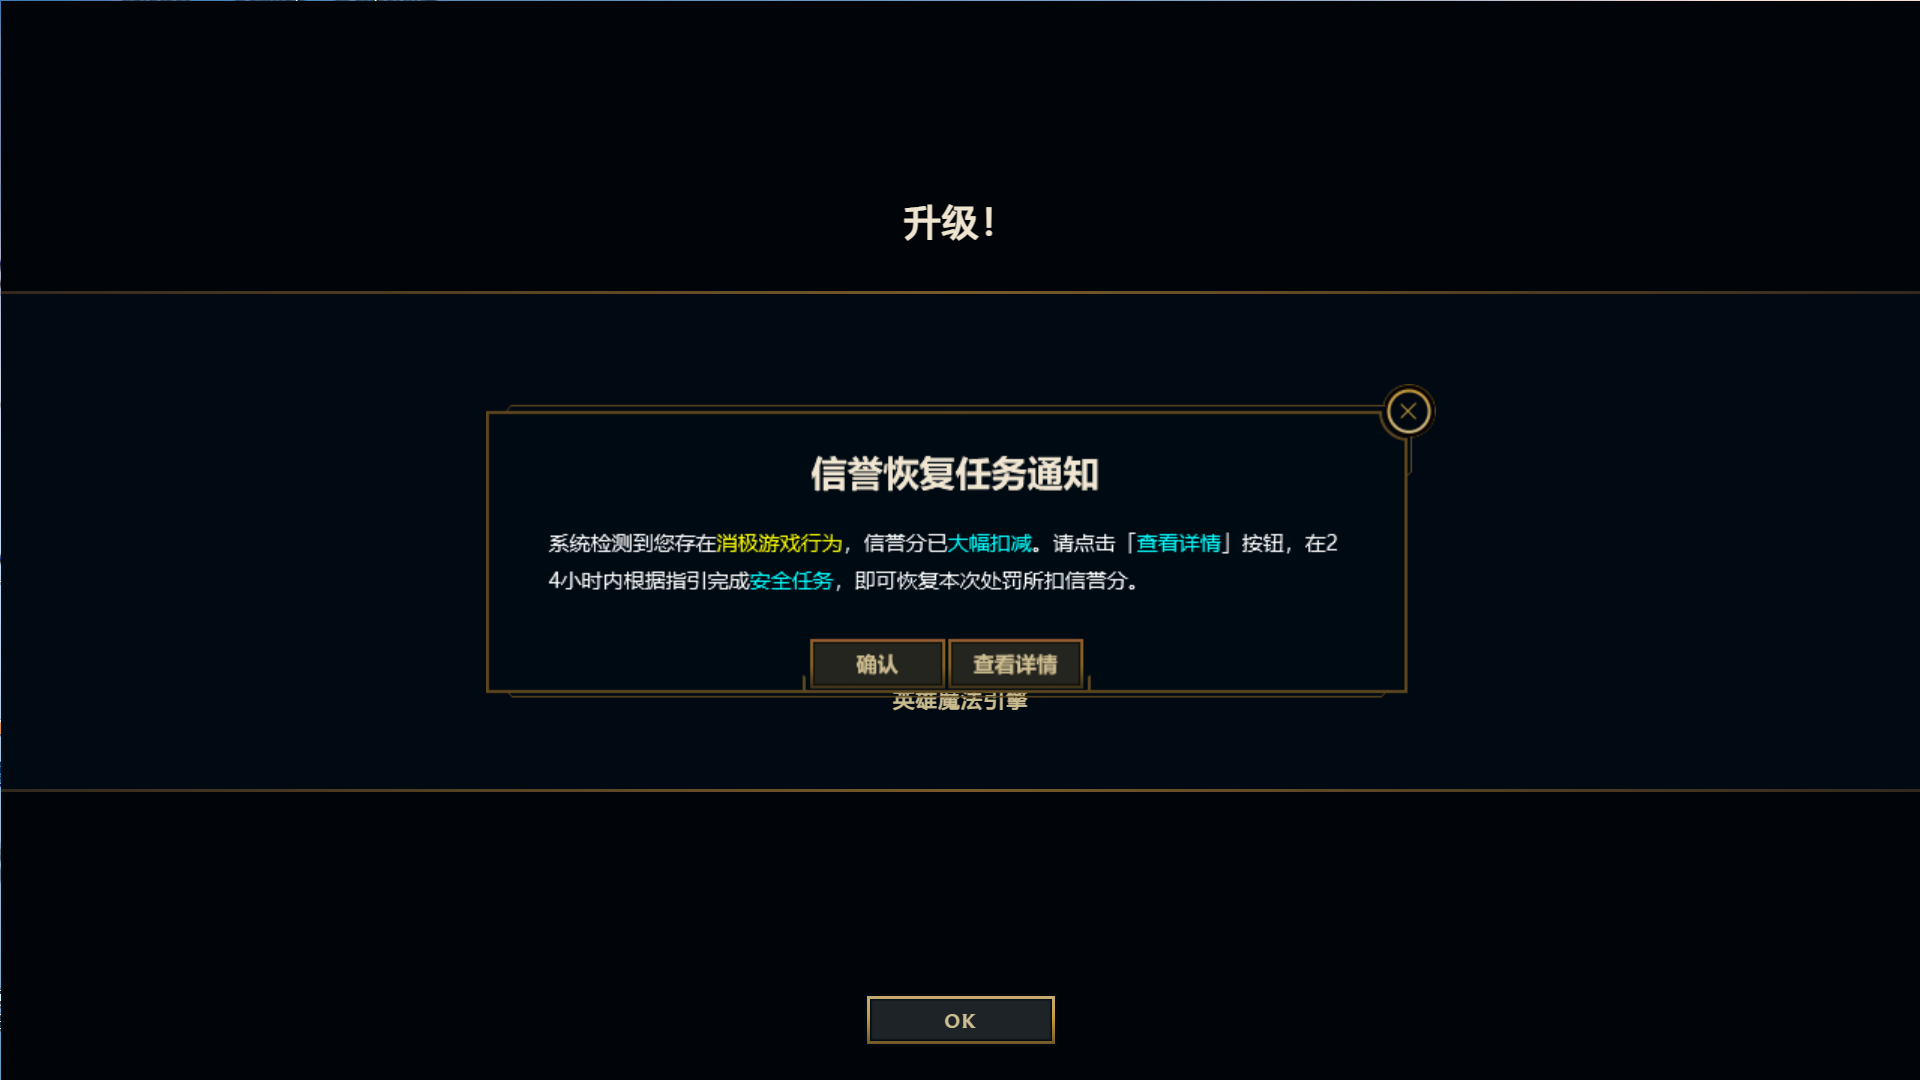 升级！
信誉恢复任务通知
系统检测到您存在消极游戏行为，信誉分已大幅扣减。请点击「查看详情」按钮，在2
4小时内根据指引完成安全任务，即可恢复本次处罚所扣信誉分。
确认 查看详情
英雄魔法引擎
OK